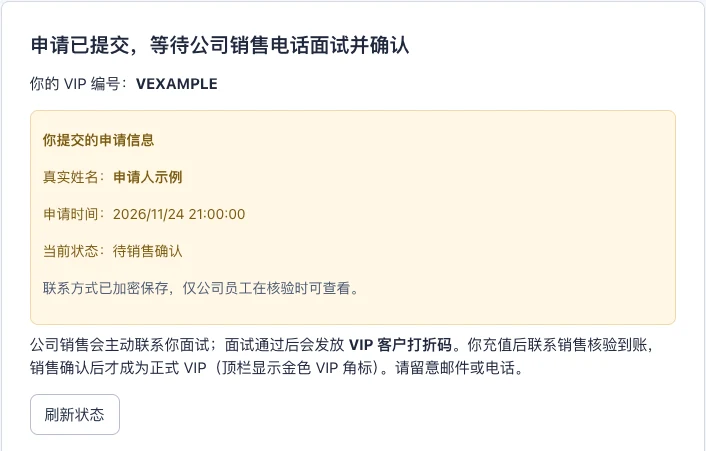 申请已提交，等待公司销售电话面试并确认
你的 VIP 编号：VEXAMPLE
你提交的申请信息
真实姓名：申请人示例
申请时间：2026/11/24 21:00:00
当前状态：待销售确认
联系方式已加密保存，仅公司员工在核验时可查看。
公司销售会主动联系你面试；面试通过后会发放 VIP 客户打折码。你充值后联系销售核验到账，
销售确认后才成为正式 VIP（顶栏显示金色 VIP 角标）。请留意邮件或电话。
刷新状态